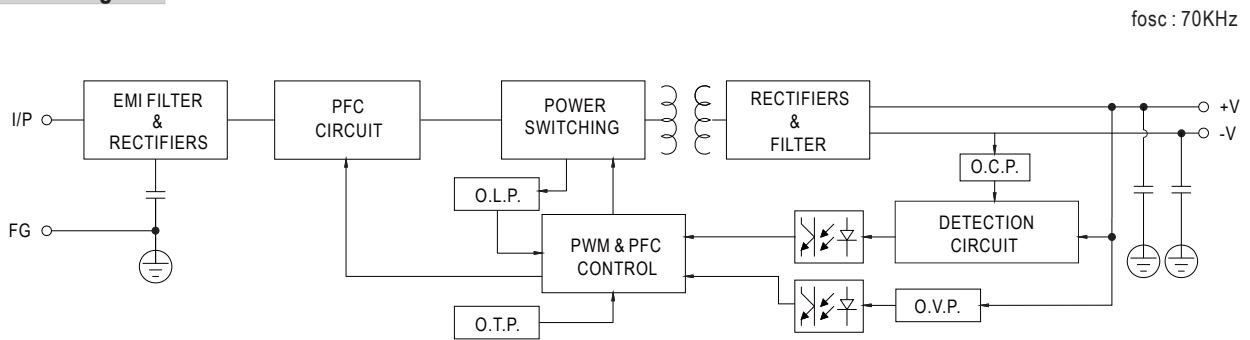 fosc : 70KHz
I/P
EMI FILTER
&
RECTIFIERS
PFC
CIRCUIT
POWER
SWITCHING
RECTIFIERS
&
FILTER
+V
-V
O.C.P.
O.L.P.
FG
PWM & PFC
CONTROL
DETECTION
CIRCUIT
O.T.P.
O.V.P.